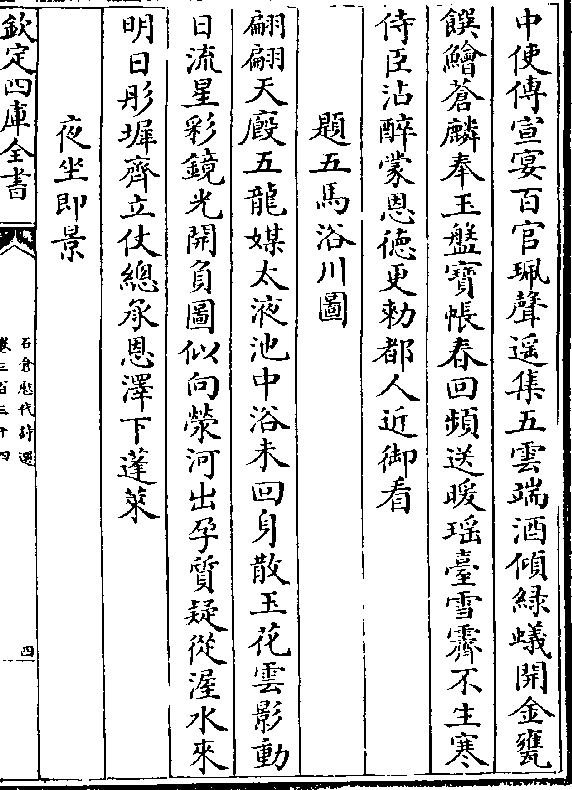 中使傳宣宴百官珮聲遥集五雲端酒傾緑蟻開金甕
饌鱠蒼麟奉玉盤寳帳春回頻送暖瑶臺雪霽不生寒
侍臣沾醉蒙恩德更勅都人近御看
題五馬浴川圖
翩翩天廐五龍媒太液池中浴未回身散玉花雲影動
日流星彩鏡光開負圖似向滎河出孕質疑從渥水來
明日彤墀齊立仗總承恩澤下蓬萊
夜坐即景
欽定四庫全書
石倉歷代詩選
卷三百三十四
四